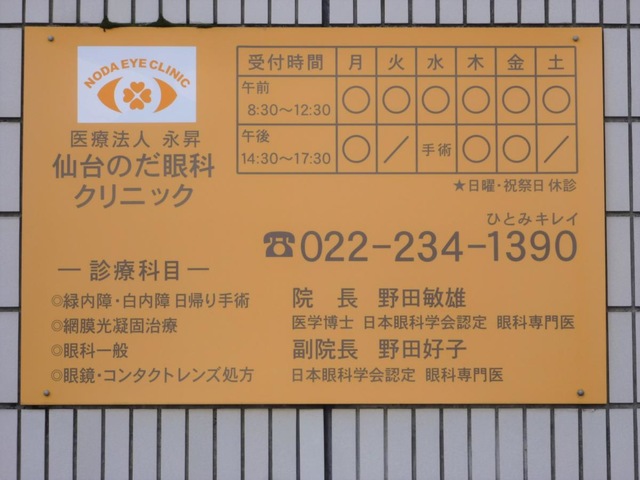 NODA EYE CLINIC
医療法人 永昇
仙台のだ眼科
クリニック
受付時間 月 火 水 木 金 土
午前 8:30～12:30 ○ ○ ○ ○ ○ ○
午後 14:30～17:30 ○ ／ 手術 ○ ○ ／
★日曜・祝祭日 休診
ひとみキレイ
☎022-234-1390
― 診療科目 ―
◎緑内障・白内障 日帰り手術
◎網膜光凝固治療
◎眼科一般
◎眼鏡・コンタクトレンズ処方
院 長 野田敏雄
医学博士 日本眼科学会認定 眼科専門医
副院長 野田好子
日本眼科学会認定 眼科専門医